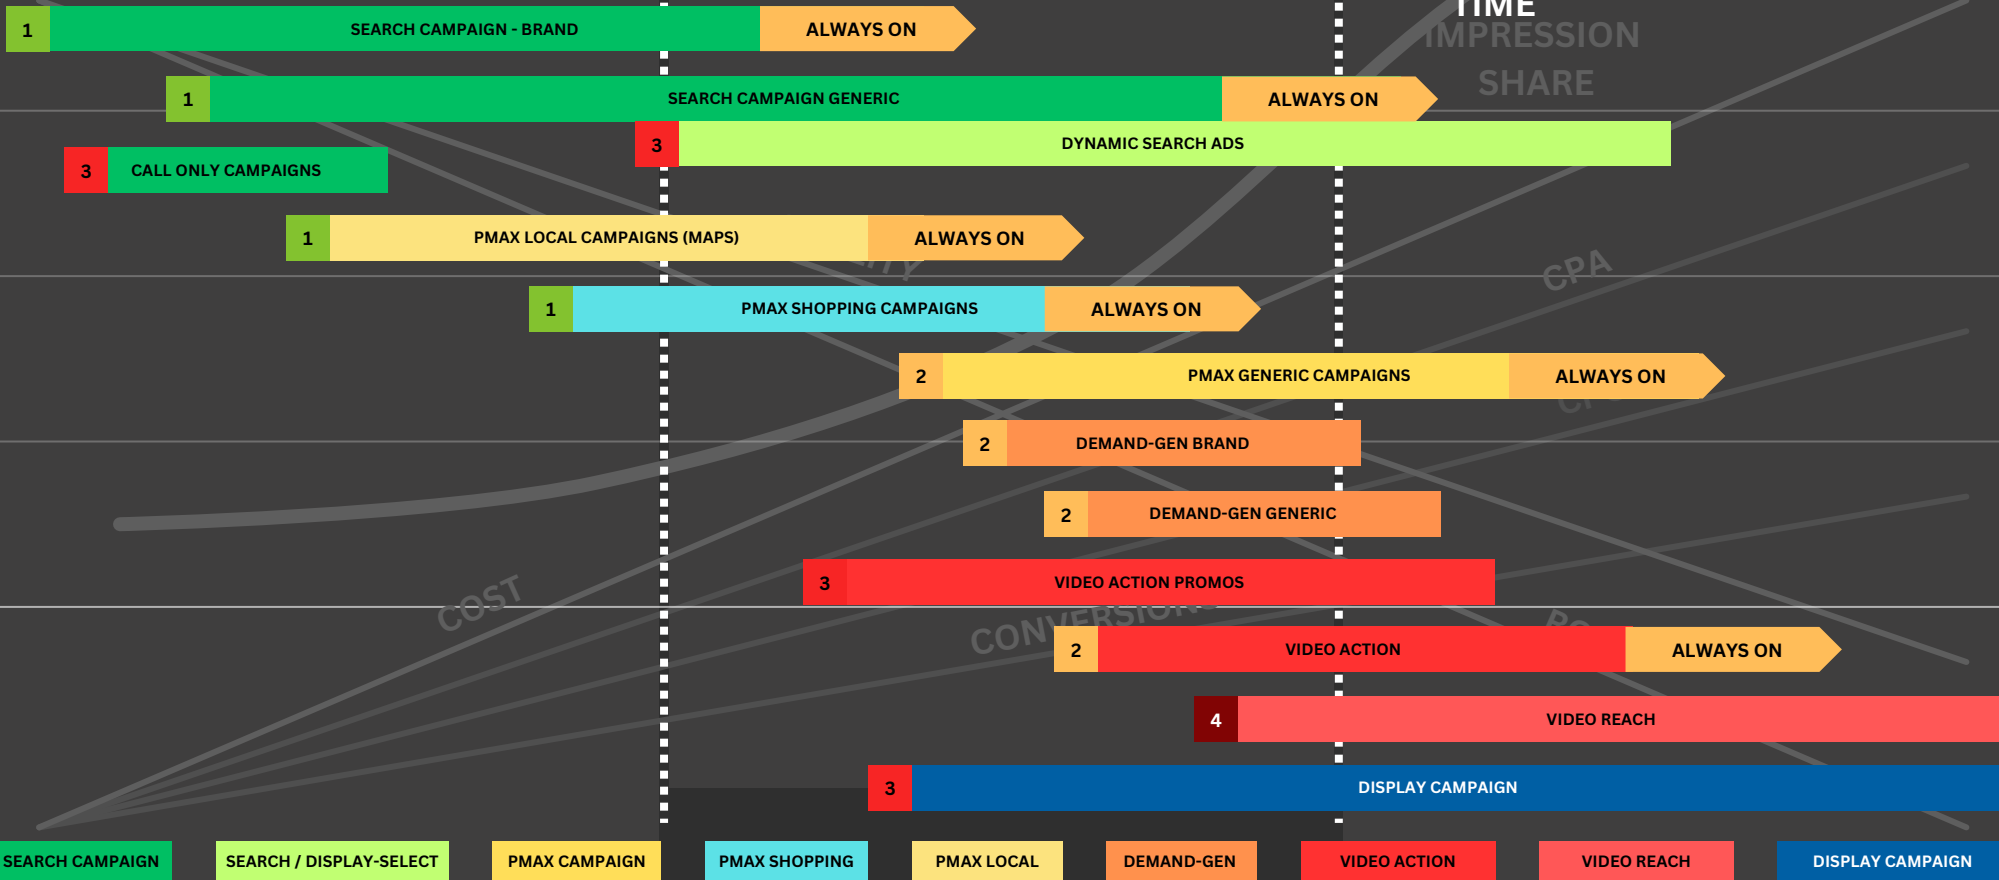 TIME
1 SEARCH CAMPAIGN - BRAND ALWAYS ON
IMPRESSION
SHARE
1 SEARCH CAMPAIGN GENERIC ALWAYS ON
3 DYNAMIC SEARCH ADS
3 CALL ONLY CAMPAIGNS
1 PMAX LOCAL CAMPAIGNS (MAPS) ALWAYS ON
CPA
1 PMAX SHOPPING CAMPAIGNS ALWAYS ON
2 PMAX GENERIC CAMPAIGNS ALWAYS ON
2 DEMAND-GEN BRAND
2 DEMAND-GEN GENERIC
3 VIDEO ACTION PROMOS
COST
CONVERSIONS
2 VIDEO ACTION ALWAYS ON
4 VIDEO REACH
3 DISPLAY CAMPAIGN
SEARCH CAMPAIGN
SEARCH / DISPLAY-SELECT
PMAX CAMPAIGN
PMAX SHOPPING
PMAX LOCAL
DEMAND-GEN
VIDEO ACTION
VIDEO REACH
DISPLAY CAMPAIGN